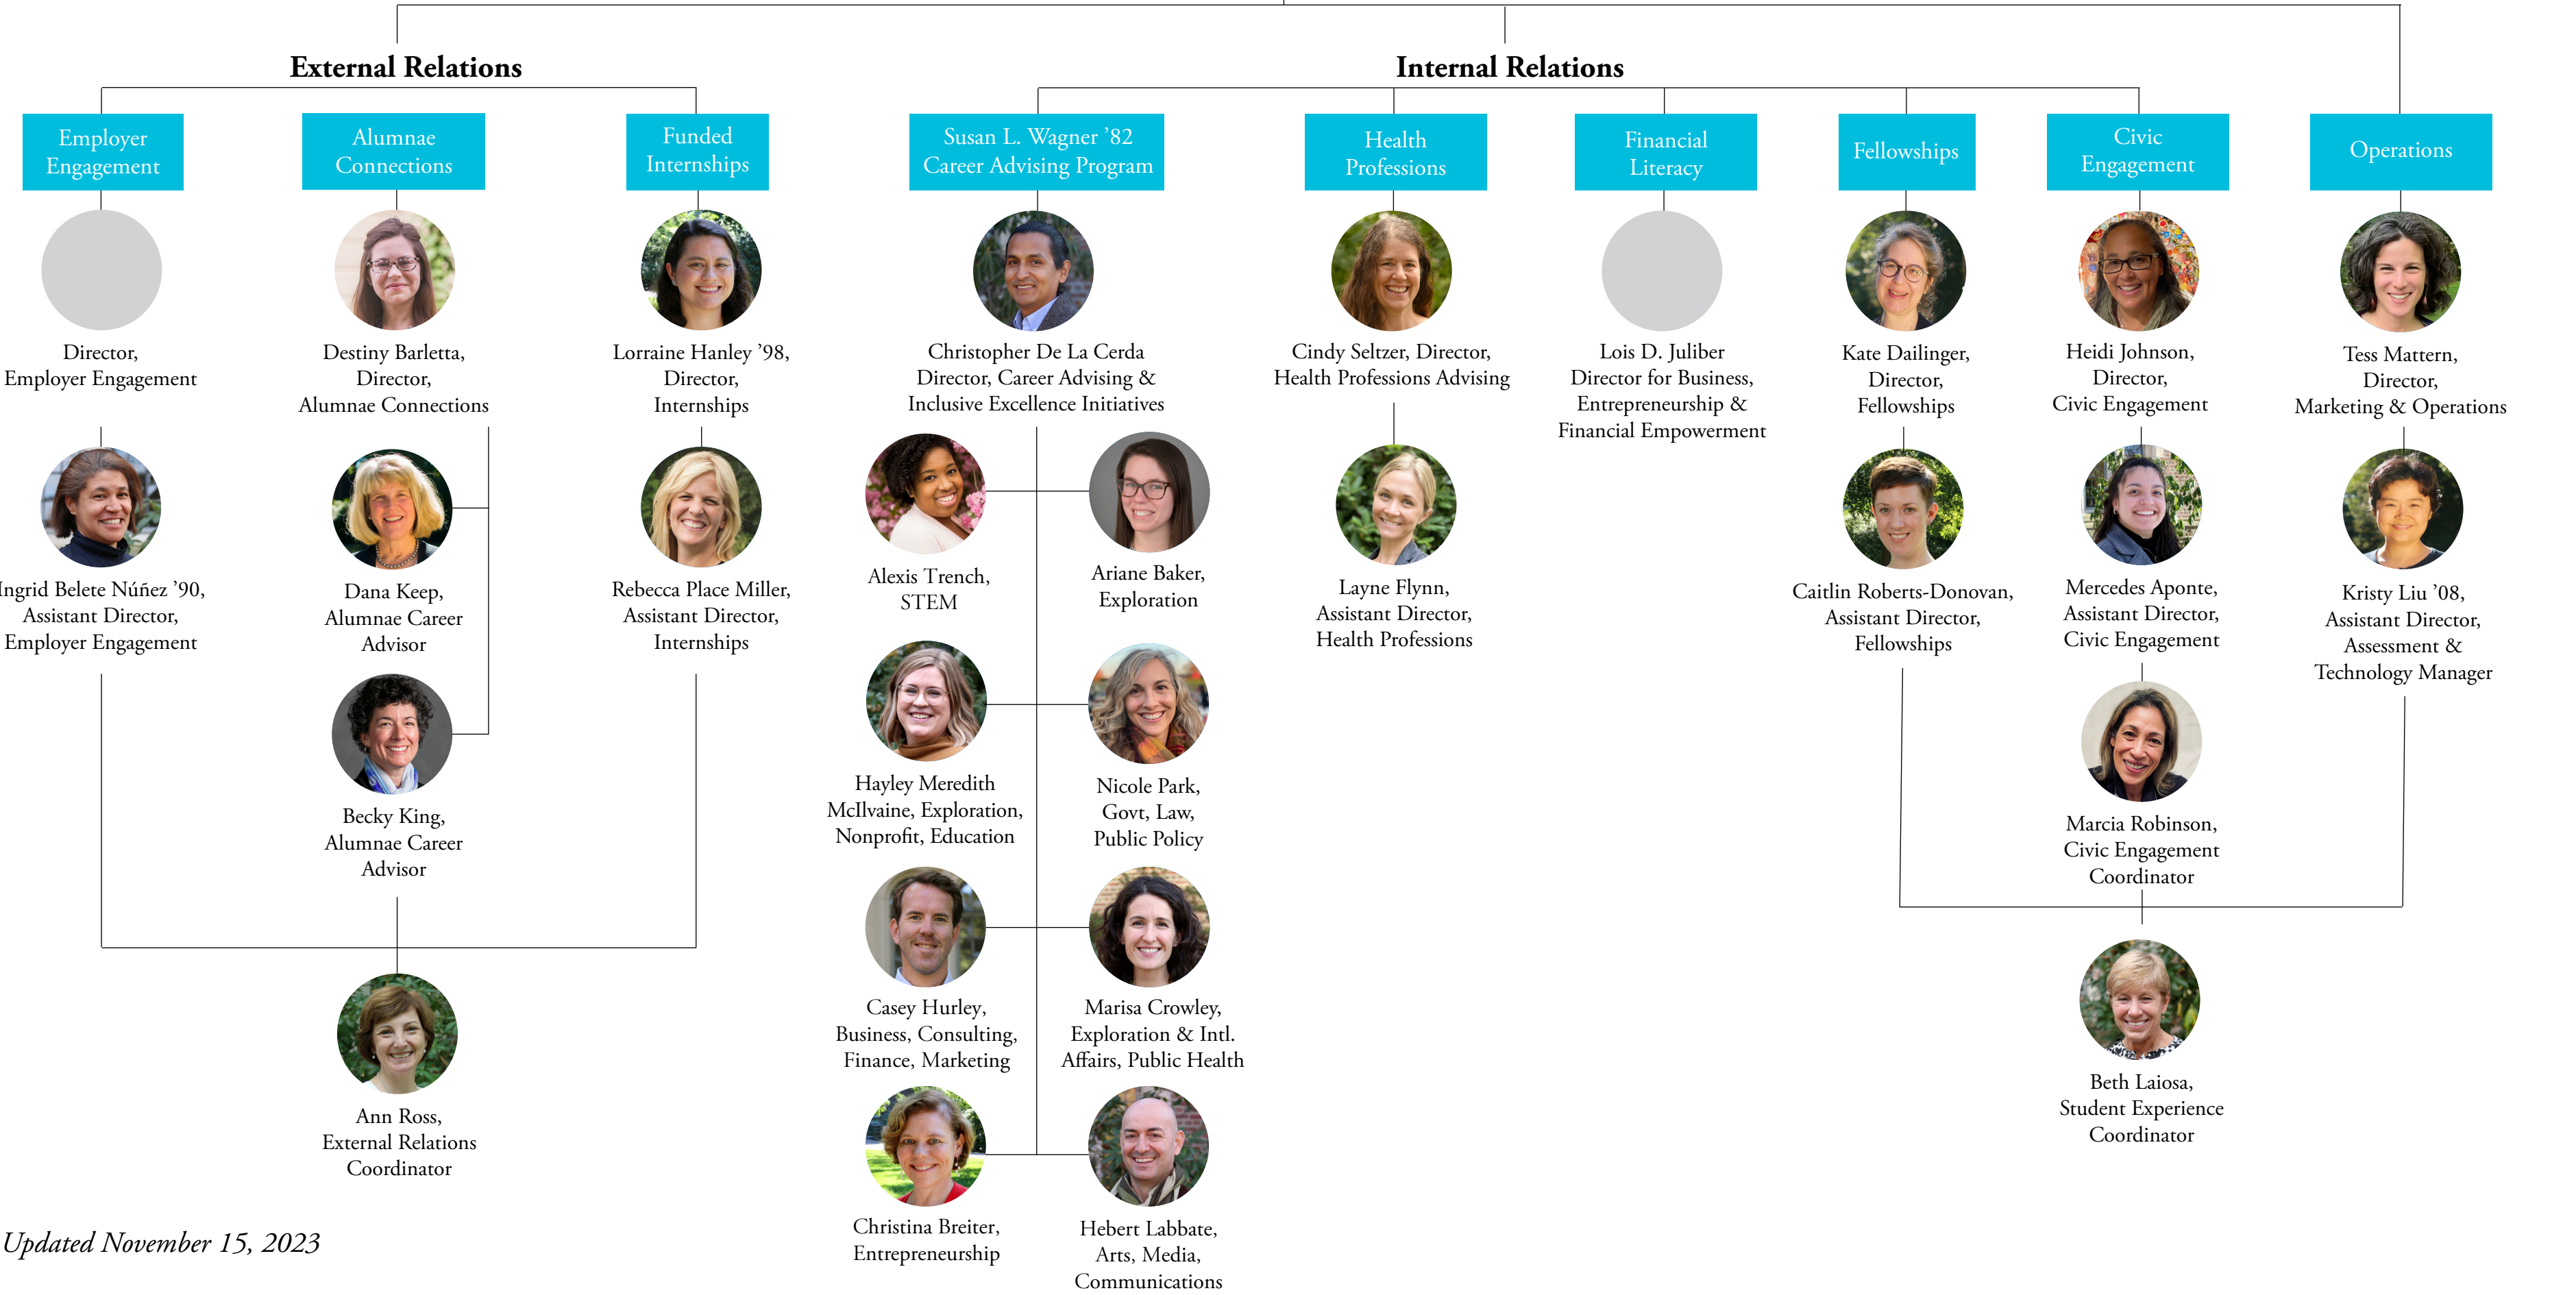 External Relations
Internal Relations
Employer
Engagement
Alumnae
Connections
Funded
Internships
Susan L. Wagner ’82
Career Advising Program
Health
Professions
Financial
Literacy
Fellowships
Civic
Engagement
Operations
Director,
Employer Engagement
Destiny Barletta,
Director,
Alumnae Connections
Lorraine Hanley ’98,
Director,
Internships
Christopher De La Cerda
Director, Career Advising &
Inclusive Excellence Initiatives
Cindy Seltzer, Director,
Health Professions Advising
Lois D. Juliber
Director for Business,
Entrepreneurship &
Financial Empowerment
Kate Dailinger,
Director,
Fellowships
Heidi Johnson,
Director,
Civic Engagement
Tess Mattern,
Director,
Marketing & Operations
Ingrid Belete Núñez ’90,
Assistant Director,
Employer Engagement
Dana Keep,
Alumnae Career
Advisor
Becky King,
Alumnae Career
Advisor
Rebecca Place Miller,
Assistant Director,
Internships
Ann Ross,
External Relations
Coordinator
Alexis Trench,
STEM
Ariane Baker,
Exploration
Hayley Meredith
McIlvaine, Exploration,
Nonprofit, Education
Nicole Park,
Govt, Law,
Public Policy
Casey Hurley,
Business, Consulting,
Finance, Marketing
Marisa Crowley,
Exploration & Intl.
Affairs, Public Health
Christina Breiter,
Entrepreneurship
Hebert Labbate,
Arts, Media,
Communications
Layne Flynn,
Assistant Director,
Health Professions
Caitlin Roberts-Donovan,
Assistant Director,
Fellowships
Mercedes Aponte,
Assistant Director,
Civic Engagement
Marcia Robinson,
Civic Engagement
Coordinator
Kristy Liu ’08,
Assistant Director,
Assessment &
Technology Manager
Beth Laiosa,
Student Experience
Coordinator
Updated November 15, 2023